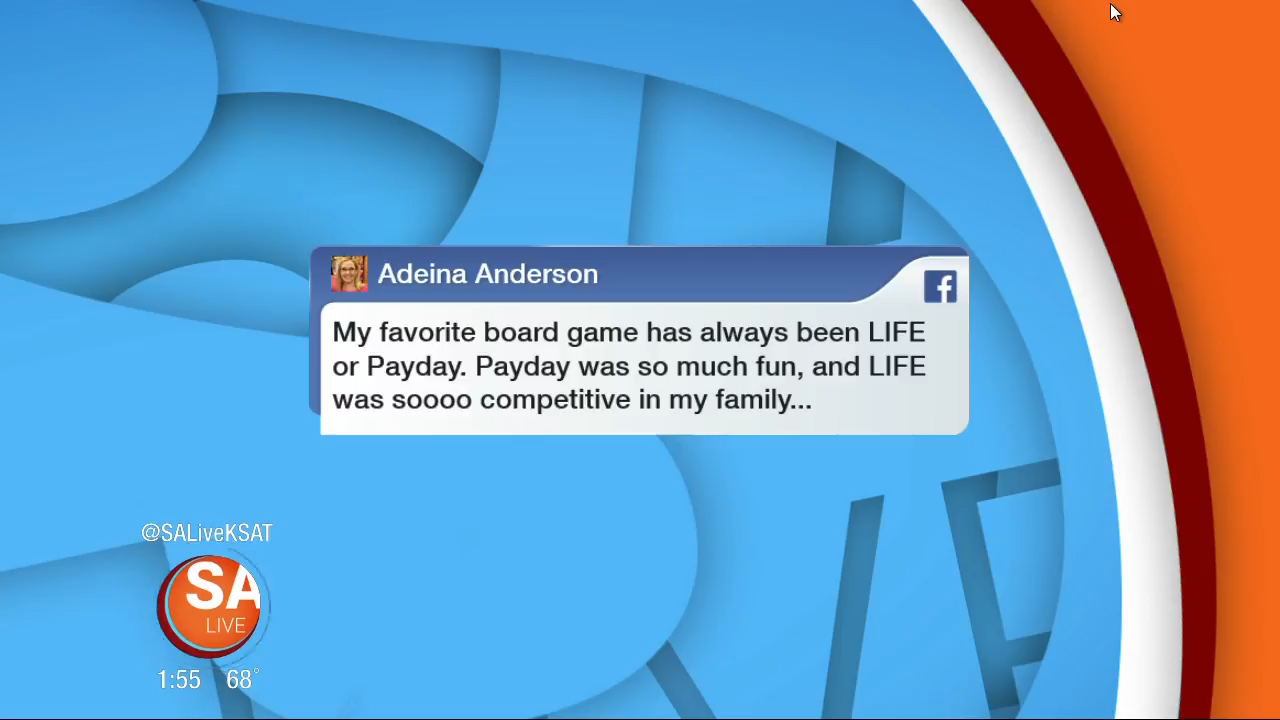 Adeina Anderson
My favorite board game has always been LIFE
or Payday. Payday was so much fun, and LIFE
was soooo competitive in my family...
@SALiveKSAT
SA
LIVE
1:55 68°